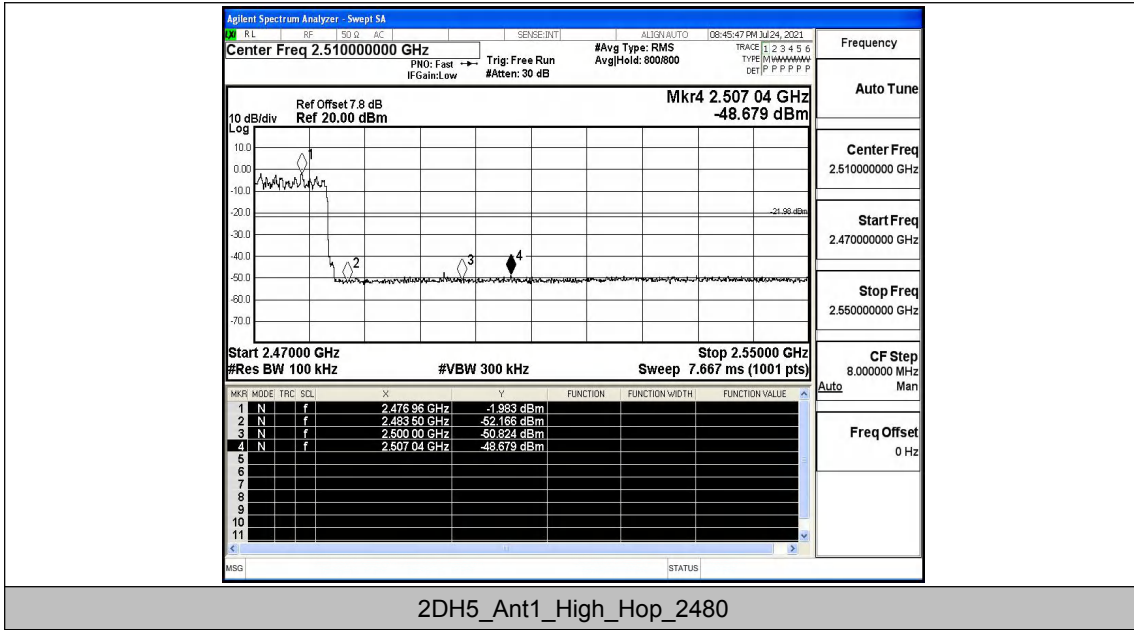 Agilent Spectrum Analyzer - Swept SA
LXI RL RF 50 Ω AC SENSE:INT ALIGN AUTO 08:45:47 PM Jul 24, 2021
Center Freq 2.510000000 GHz
#Avg Type: RMS
TRACE 1 2 3 4 5 6
PNO: Fast
Trig: Free Run
Avg|Hold: 800/800
TYPE M W W W W W
IFGain:Low
#Atten: 30 dB
DET P P P P P P
Mkr4 2.507 04 GHz
-48.679 dBm
Ref Offset 7.8 dB
10 dB/div Ref 20.00 dBm
Log
10.0
0.00
-10.0
-20.0
-30.0
-40.0
-50.0
-60.0
-70.0
1
2
3
4
-21.98 dBm
Start 2.47000 GHz Stop 2.55000 GHz
#Res BW 100 kHz #VBW 300 kHz Sweep 7.667 ms (1001 pts)
MKR MODE TRC SCL X Y FUNCTION FUNCTION WIDTH FUNCTION VALUE
1 N f 2.476 96 GHz -1.983 dBm
2 N f 2.483 50 GHz -52.166 dBm
3 N f 2.500 00 GHz -50.824 dBm
4 N f 2.507 04 GHz -48.679 dBm
5
6
7
8
9
10
11
MSG STATUS
Frequency
Auto Tune
Center Freq
2.510000000 GHz
Start Freq
2.470000000 GHz
Stop Freq
2.550000000 GHz
CF Step
8.000000 MHz
Auto Man
Freq Offset
0 Hz
2DH5_Ant1_High_Hop_2480